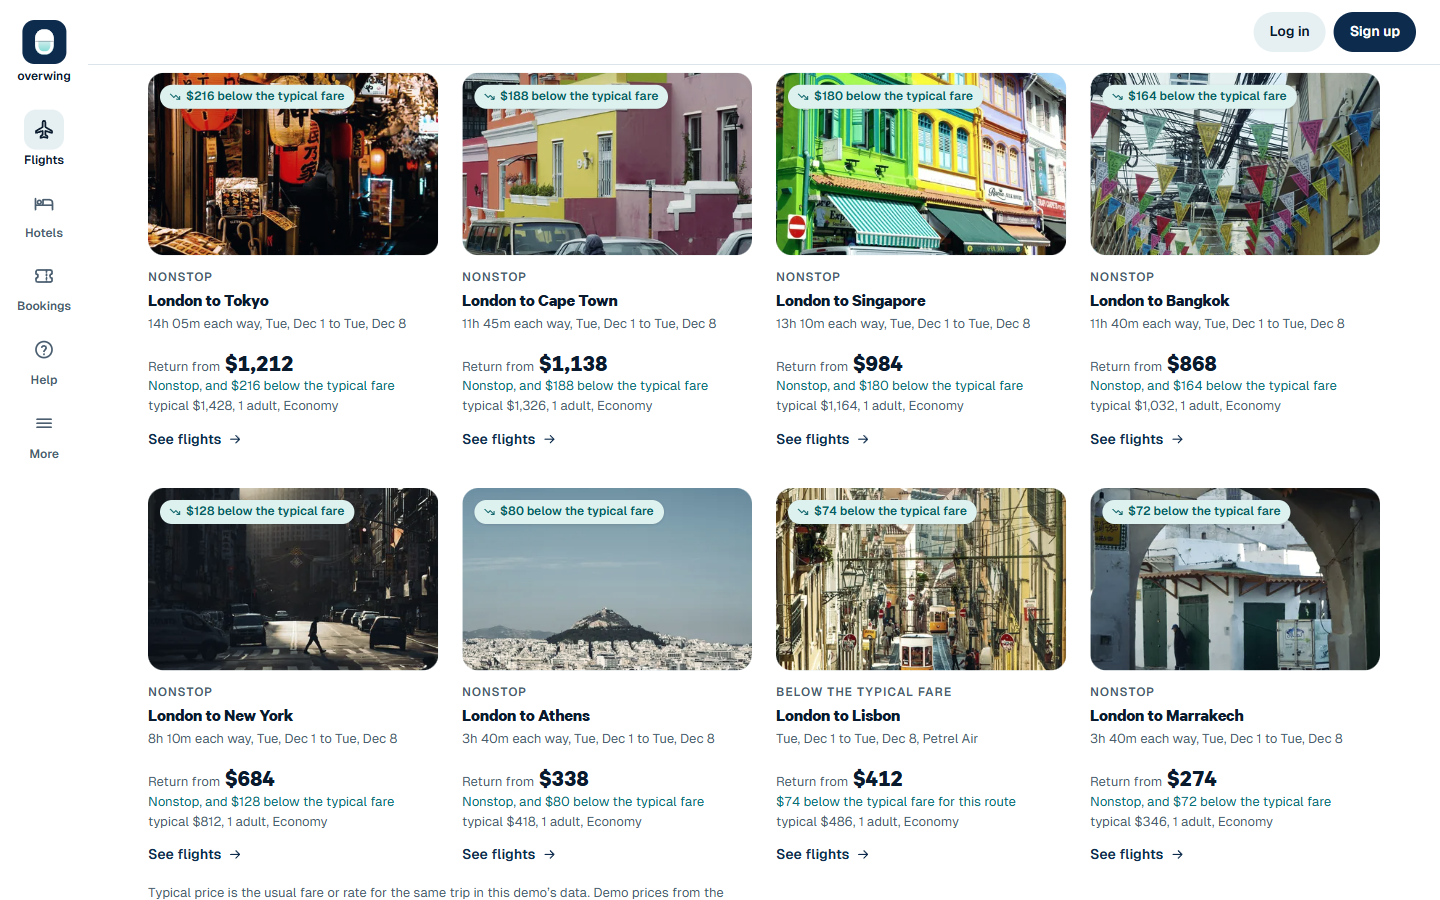 overwing
Flights
Hotels
Bookings
Help
More
Log in
Sign up
$216 below the typical fare
NONSTOP
London to Tokyo
14h 05m each way, Tue, Dec 1 to Tue, Dec 8
Return from $1,212
Nonstop, and $216 below the typical fare
typical $1,428, 1 adult, Economy
See flights →
$188 below the typical fare
NONSTOP
London to Cape Town
11h 45m each way, Tue, Dec 1 to Tue, Dec 8
Return from $1,138
Nonstop, and $188 below the typical fare
typical $1,326, 1 adult, Economy
See flights →
$180 below the typical fare
NONSTOP
London to Singapore
13h 10m each way, Tue, Dec 1 to Tue, Dec 8
Return from $984
Nonstop, and $180 below the typical fare
typical $1,164, 1 adult, Economy
See flights →
$164 below the typical fare
NONSTOP
London to Bangkok
11h 40m each way, Tue, Dec 1 to Tue, Dec 8
Return from $868
Nonstop, and $164 below the typical fare
typical $1,032, 1 adult, Economy
See flights →
$128 below the typical fare
NONSTOP
London to New York
8h 10m each way, Tue, Dec 1 to Tue, Dec 8
Return from $684
Nonstop, and $128 below the typical fare
typical $812, 1 adult, Economy
See flights →
$80 below the typical fare
NONSTOP
London to Athens
3h 40m each way, Tue, Dec 1 to Tue, Dec 8
Return from $338
Nonstop, and $80 below the typical fare
typical $418, 1 adult, Economy
See flights →
$74 below the typical fare
BELOW THE TYPICAL FARE
London to Lisbon
Tue, Dec 1 to Tue, Dec 8, Petrel Air
Return from $412
$74 below the typical fare for this route
typical $486, 1 adult, Economy
See flights →
$72 below the typical fare
NONSTOP
London to Marrakech
3h 40m each way, Tue, Dec 1 to Tue, Dec 8
Return from $274
Nonstop, and $72 below the typical fare
typical $346, 1 adult, Economy
See flights →
Typical price is the usual fare or rate for the same trip in this demo's data. Demo prices from the